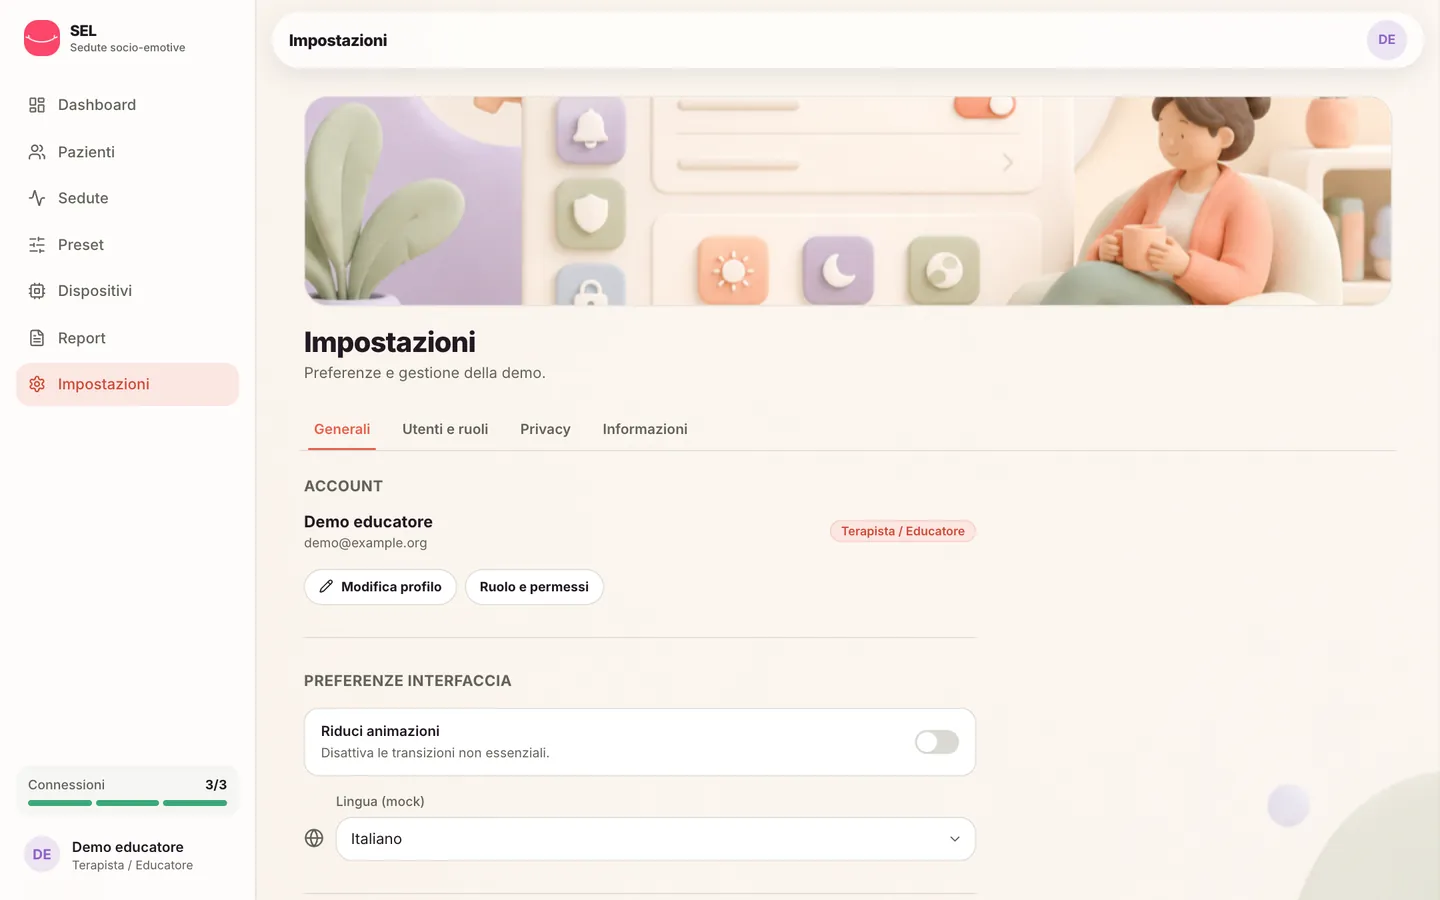 SEL
Sedute socio-emotive
Dashboard
Pazienti
Sedute
Preset
Dispositivi
Report
Impostazioni
Connessioni 3/3
DE
Demo educatore
Terapista / Educatore
Impostazioni
DE
Impostazioni
Preferenze e gestione della demo.
Generali Utenti e ruoli Privacy Informazioni
ACCOUNT
Demo educatore
demo@example.org
Terapista / Educatore
Modifica profilo Ruolo e permessi
PREFERENZE INTERFACCIA
Riduci animazioni
Disattiva le transizioni non essenziali.
Lingua (mock)
Italiano